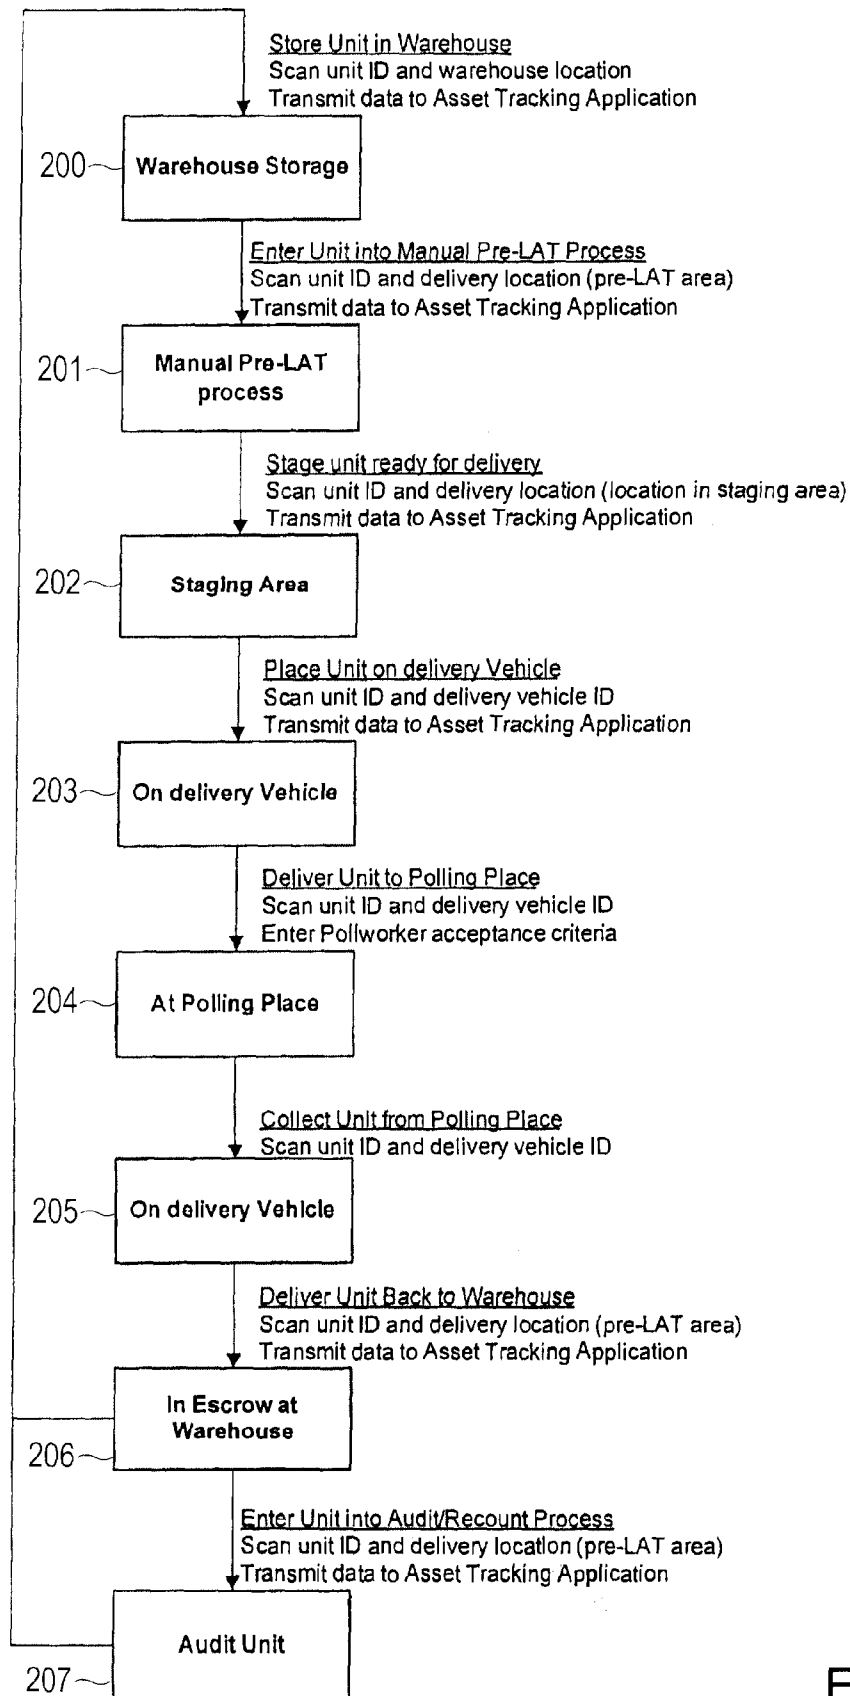 Store Unit in Warehouse
Scan unit ID and warehouse location
Transmit data to Asset Tracking Application
200
Warehouse Storage
Enter Unit into Manual Pre-LAT Process
Scan unit ID and delivery location (pre-LAT area)
Transmit data to Asset Tracking Application
201
Manual Pre-LAT
process
Stage unit ready for delivery
Scan unit ID and delivery location (location in staging area)
Transmit data to Asset Tracking Application
202
Staging Area
Place Unit on delivery Vehicle
Scan unit ID and delivery vehicle ID
Transmit data to Asset Tracking Application
203
On delivery Vehicle
Deliver Unit to Polling Place
Scan unit ID and delivery vehicle ID
Enter Pollworker acceptance criteria
204
At Polling Place
Collect Unit from Polling Place
Scan unit ID and delivery vehicle ID
205
On delivery Vehicle
Deliver Unit Back to Warehouse
Scan unit ID and delivery location (pre-LAT area)
Transmit data to Asset Tracking Application
In Escrow at
Warehouse
206
Enter Unit into Audit/Recount Process
Scan unit ID and delivery location (pre-LAT area)
Transmit data to Asset Tracking Application
Audit Unit
207